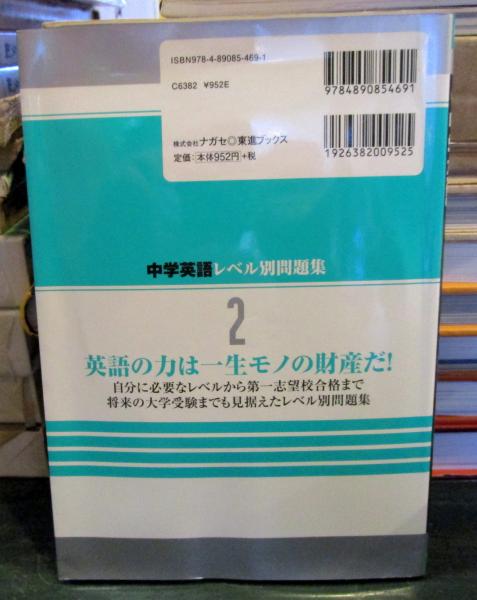 ISBN978-4-89085-469-1
C6382 ¥952E
9784890854691
株式会社ナガセ◎東進ブックス
定価:本体952円+税
1926382009525
中学英語レベル別問題集
2
英語の力は一生モノの財産だ!
自分に必要なレベルから第一志望校合格まで
将来の大学受験までも見据えたレベル別問題集